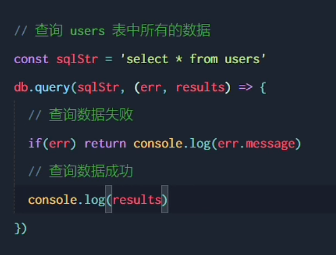 // 查询 users 表中所有的数据
const sqlStr = 'select * from users'
db.query(sqlStr, (err, results) => {
// 查询数据失败
if(err) return console.log(err.message)
// 查询数据成功
console.log(results)
})